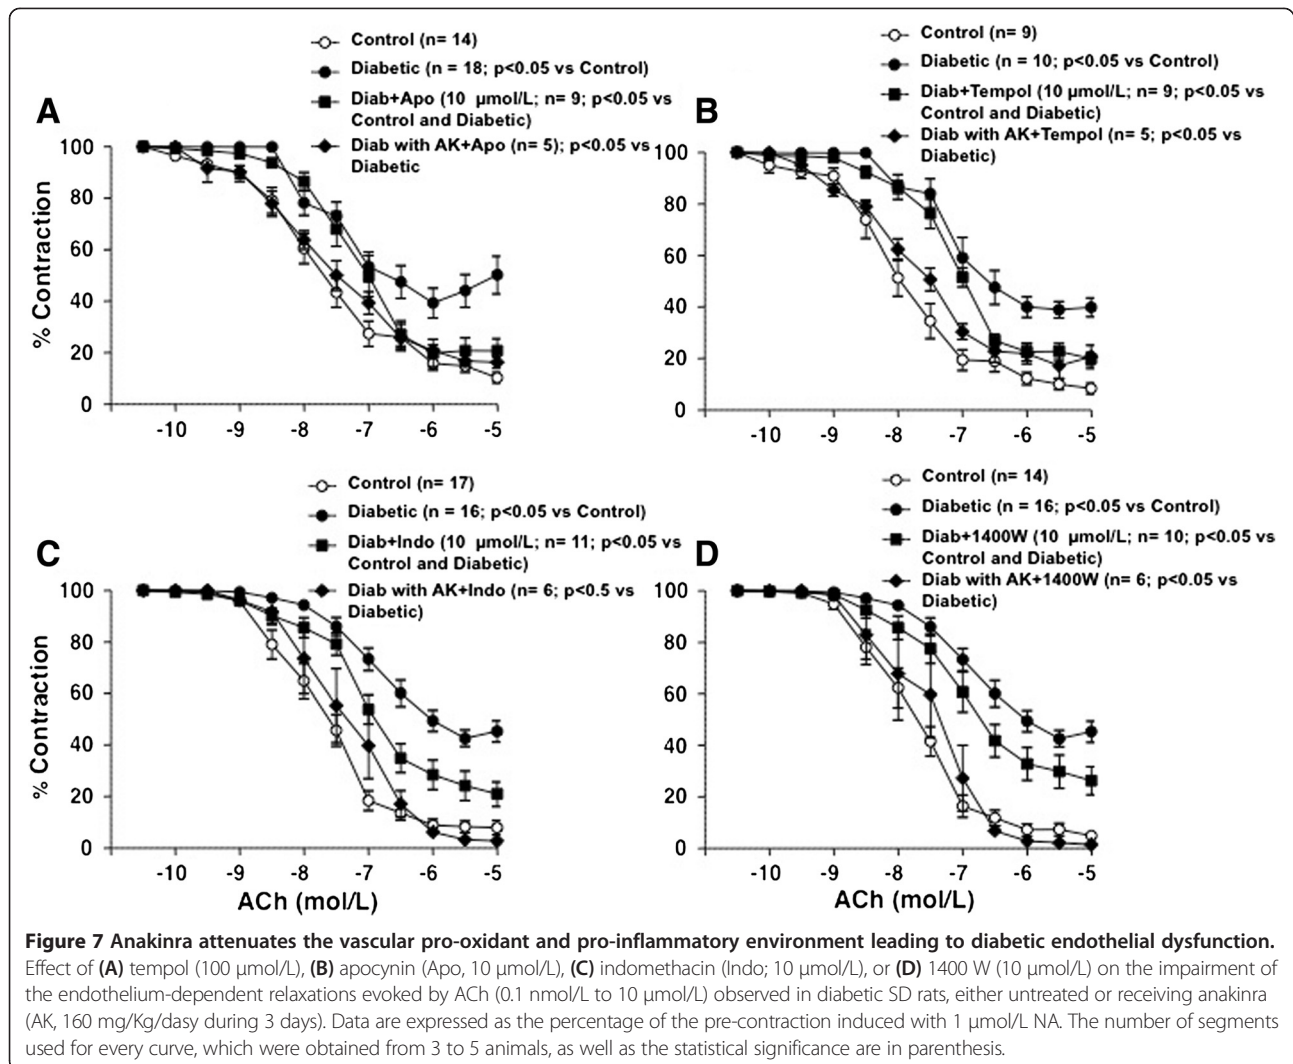 Control (n= 14)
Diabetic (n = 18; p<0.05 vs Control)
Diab+Apo (10 µmol/L; n= 9; p<0.05 vs
Control and Diabetic)
Diab with AK+Apo (n= 5); p<0.05 vs
Diabetic
A
% Contraction
100
80
60
40
20
0
-10 -9 -8 -7 -6 -5
Control (n= 9)
Diabetic (n = 10; p<0.05 vs Control)
Diab+Tempol (10 µmol/L; n= 9; p<0.05 vs
Control and Diabetic)
Diab with AK+Tempol (n= 5; p<0.05 vs
Diabetic)
B
100
80
60
40
20
0
-10 -9 -8 -7 -6 -5
Control (n= 17)
Diabetic (n = 16; p<0.05 vs Control)
Diab+Indo (10 µmol/L; n= 11; p<0.05 vs
Control and Diabetic)
Diab with AK+Indo (n= 6; p<0.5 vs
Diabetic)
C
% Contraction
100
80
60
40
20
0
-10 -9 -8 -7 -6 -5
ACh (mol/L)
Control (n= 14)
Diabetic (n = 16; p<0.05 vs Control)
Diab+1400W (10 µmol/L; n= 10; p<0.05 vs
Control and Diabetic)
Diab with AK+1400W (n= 6; p<0.05 vs
Diabetic)
D
100
80
60
40
20
0
-10 -9 -8 -7 -6 -5
ACh (mol/L)
Figure 7 Anakinra attenuates the vascular pro-oxidant and pro-inflammatory environment leading to diabetic endothelial dysfunction.
Effect of (A) tempol (100 µmol/L), (B) apocynin (Apo, 10 µmol/L), (C) indomethacin (Indo; 10 µmol/L), or (D) 1400 W (10 µmol/L) on the impairment of
the endothelium-dependent relaxations evoked by ACh (0.1 nmol/L to 10 µmol/L) observed in diabetic SD rats, either untreated or receiving anakinra
(AK, 160 mg/Kg/dasy during 3 days). Data are expressed as the percentage of the pre-contraction induced with 1 µmol/L NA. The number of segments
used for every curve, which were obtained from 3 to 5 animals, as well as the statistical significance are in parenthesis.